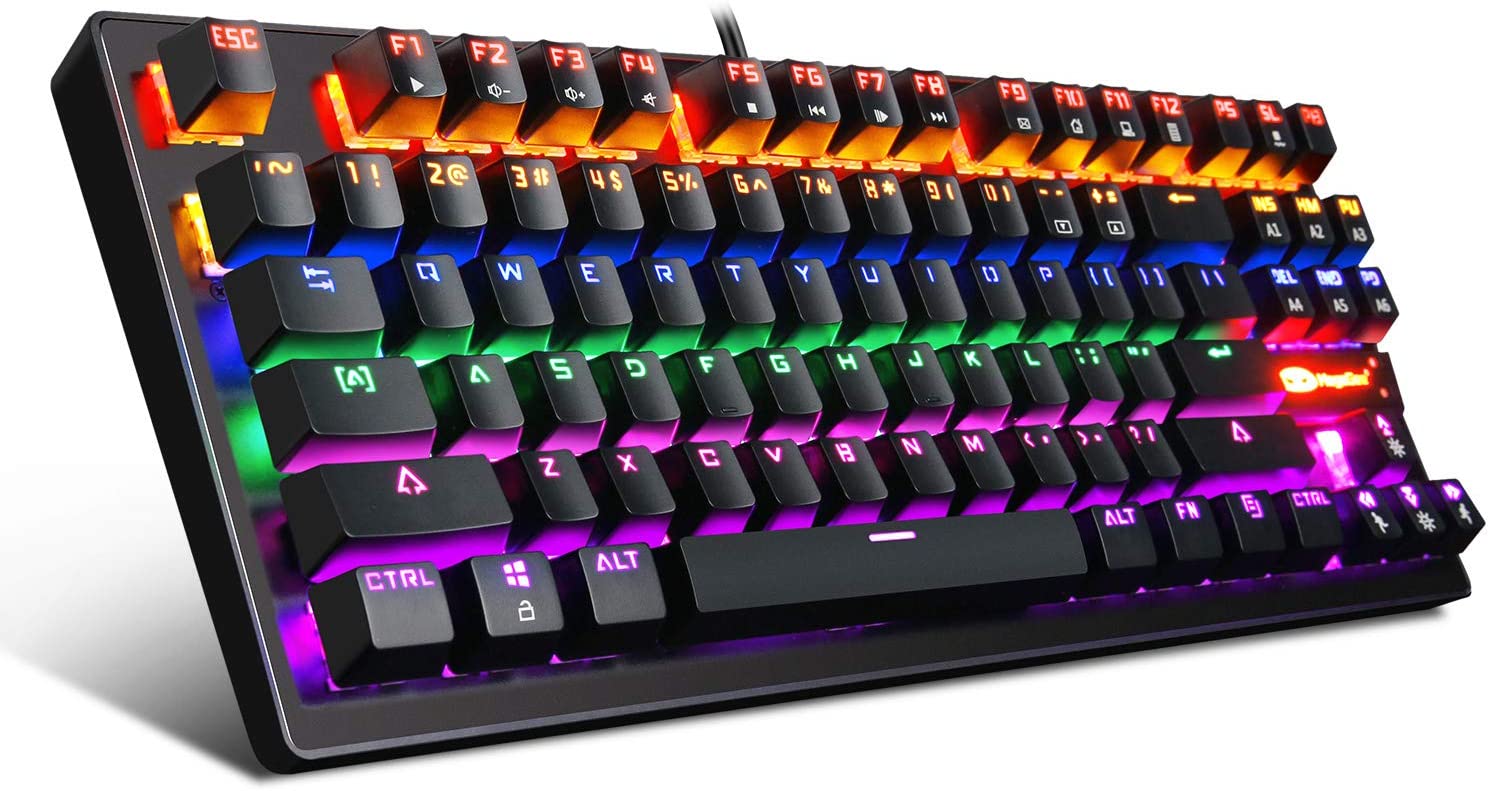 ESC F1 F2 F3 F4 F5 F6 F7 F8 F9 F10 F11 F12 PS SL PB
`~ 1! 2@ 3# 4$ 5% 6^ 7& 8* 9( 0) -- += ← INS HM PU
A1 A2 A3
Q W E R T Y U I O P [{ ]} |\ DEL END PD
A4 A5 A6
[A] A S D F G H J K L ;: "' MageGee
Z X C V B N M <, >. ?/
CTRL ALT ALT FN CTRL